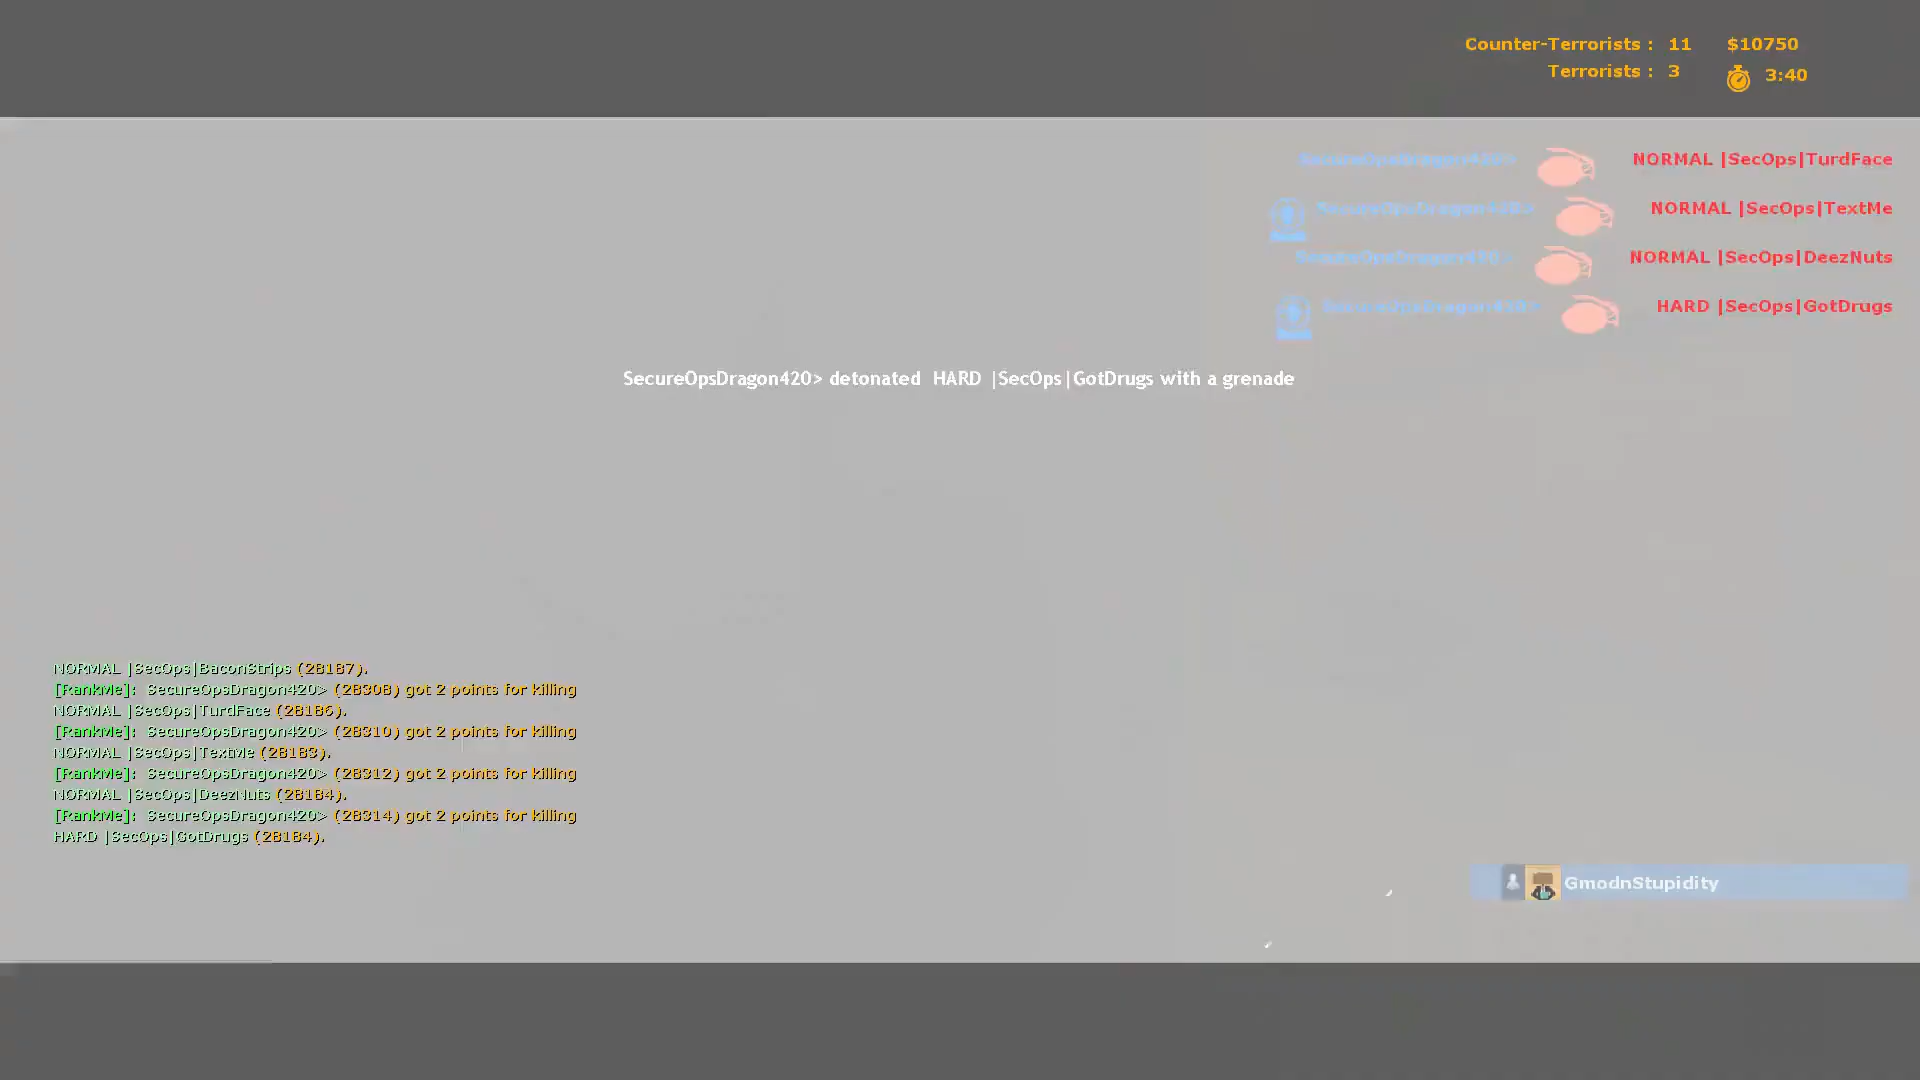 Counter-Terrorists : 11 $10750
Terrorists : 3 3:40
SecureOpsDragon420> NORMAL |SecOps|TurdFace
SecureOpsDragon420> NORMAL |SecOps|TextMe
SecureOpsDragon420> NORMAL |SecOps|DeezNuts
SecureOpsDragon420> HARD |SecOps|GotDrugs
SecureOpsDragon420> detonated HARD |SecOps|GotDrugs with a grenade
NORMAL |SecOps|BaconStrips (28187).
[RankMe]: SecureOpsDragon420> (28308) got 2 points for killing
NORMAL |SecOps|TurdFace (28186).
[RankMe]: SecureOpsDragon420> (28310) got 2 points for killing
NORMAL |SecOps|TextMe (28183).
[RankMe]: SecureOpsDragon420> (28312) got 2 points for killing
NORMAL |SecOps|DeezNuts (28184).
[RankMe]: SecureOpsDragon420> (28314) got 2 points for killing
HARD |SecOps|GotDrugs (28184).
GmodnStupidity